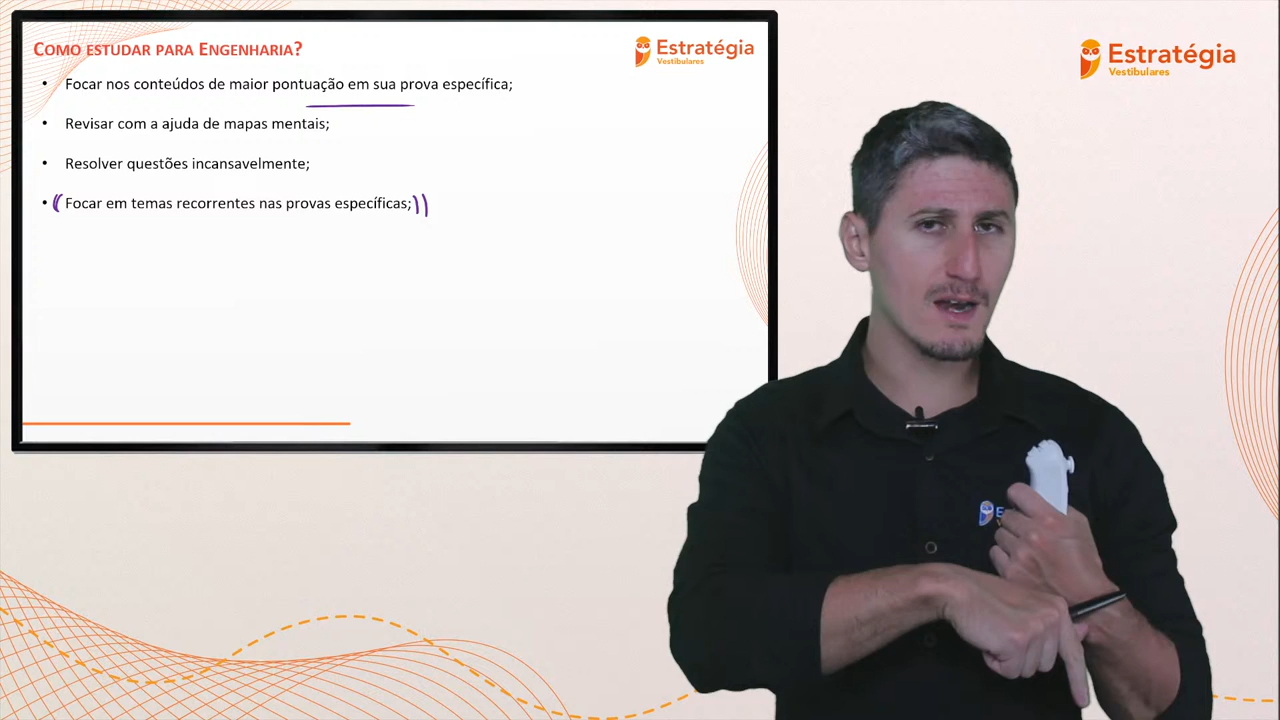 Como estudar para Engenharia?
Estratégia
Vestibulares
• Focar nos conteúdos de maior pontuação em sua prova específica;
• Revisar com a ajuda de mapas mentais;
• Resolver questões incansavelmente;
• Focar em temas recorrentes nas provas específicas;
Estratégia
Vestibulares